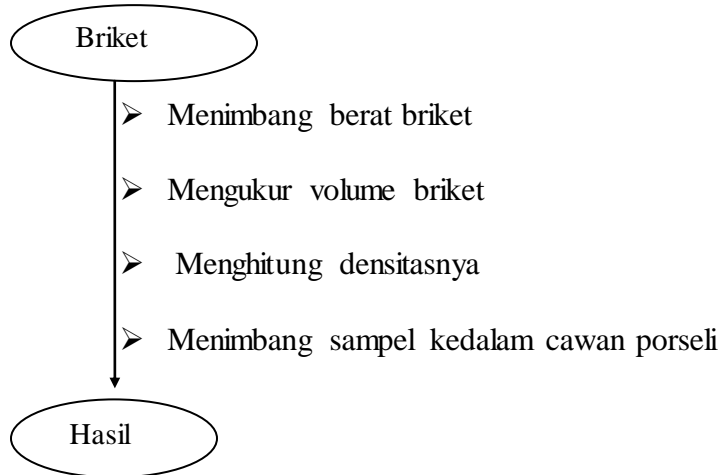 Briket
➢ Menimbang berat briket
➢ Mengukur volume briket
➢ Menghitung densitasnya
➢ Menimbang sampel kedalam cawan porseli
Hasil